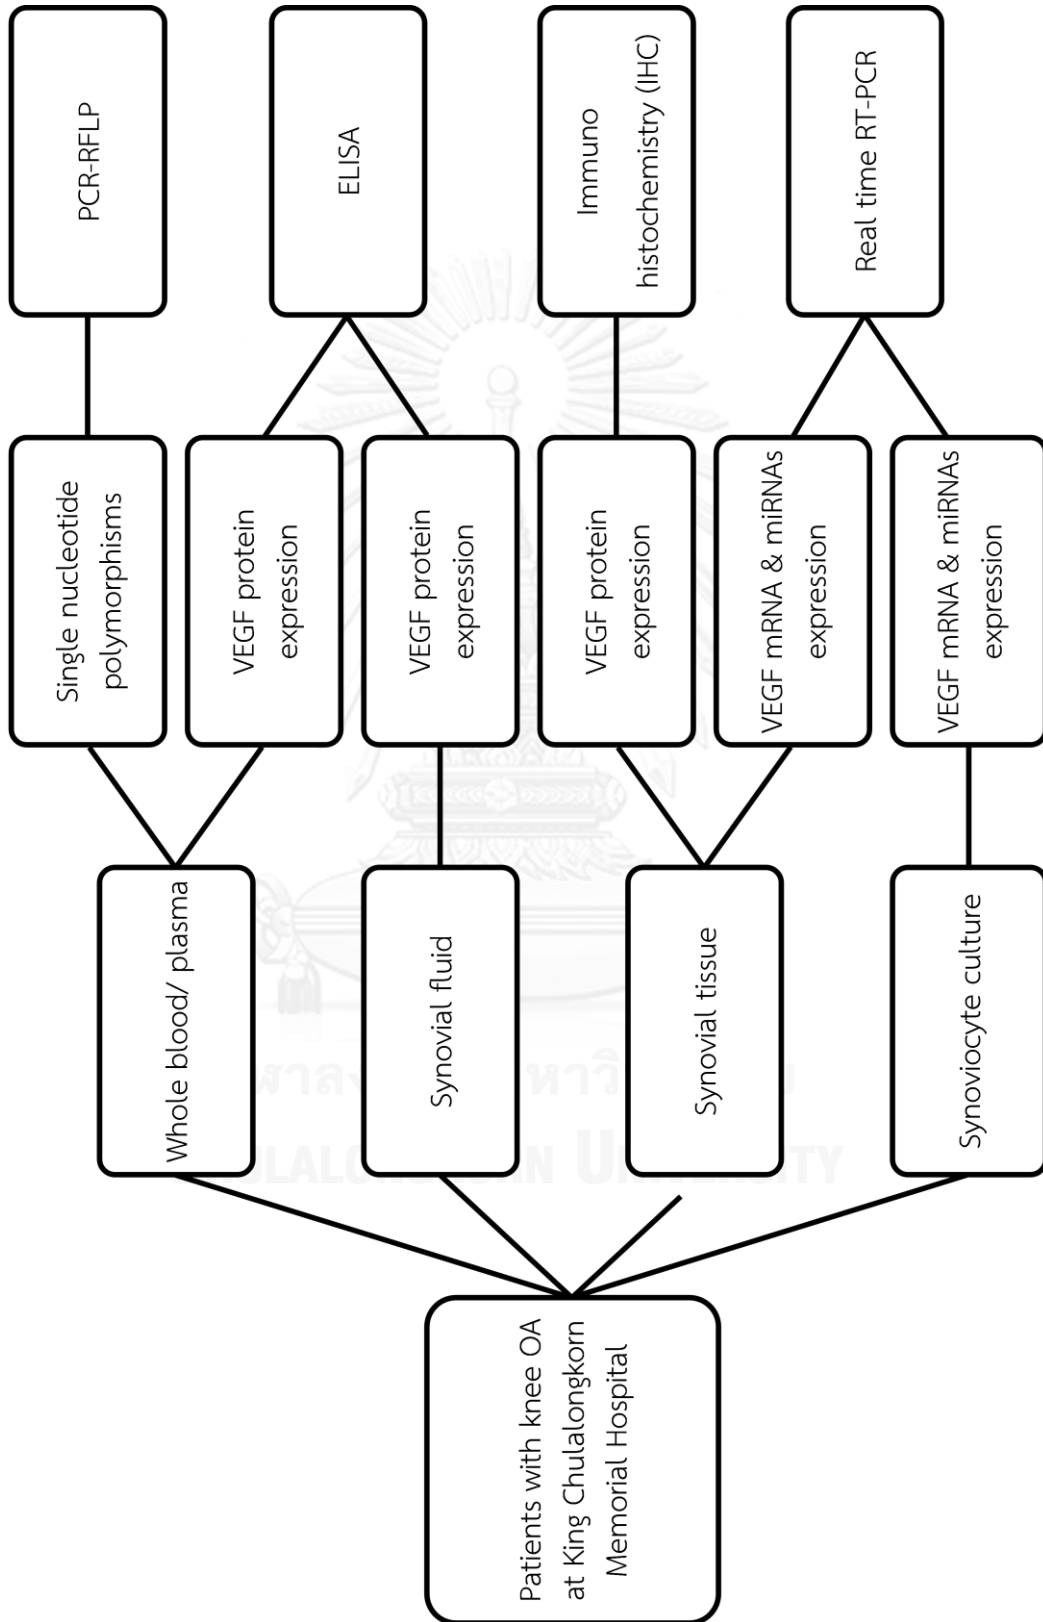 Patients with knee OA
at King Chulalongkorn
Memorial Hospital
Whole blood/ plasma
Synovial fluid
Synovial tissue
Synoviocyte culture
Single nucleotide
polymorphisms
VEGF protein
expression
VEGF protein
expression
VEGF protein
expression
VEGF mRNA & miRNAs
expression
VEGF mRNA & miRNAs
expression
PCR-RFLP
ELISA
Immuno
histochemistry (IHC)
Real time RT-PCR
UNIVERSITY